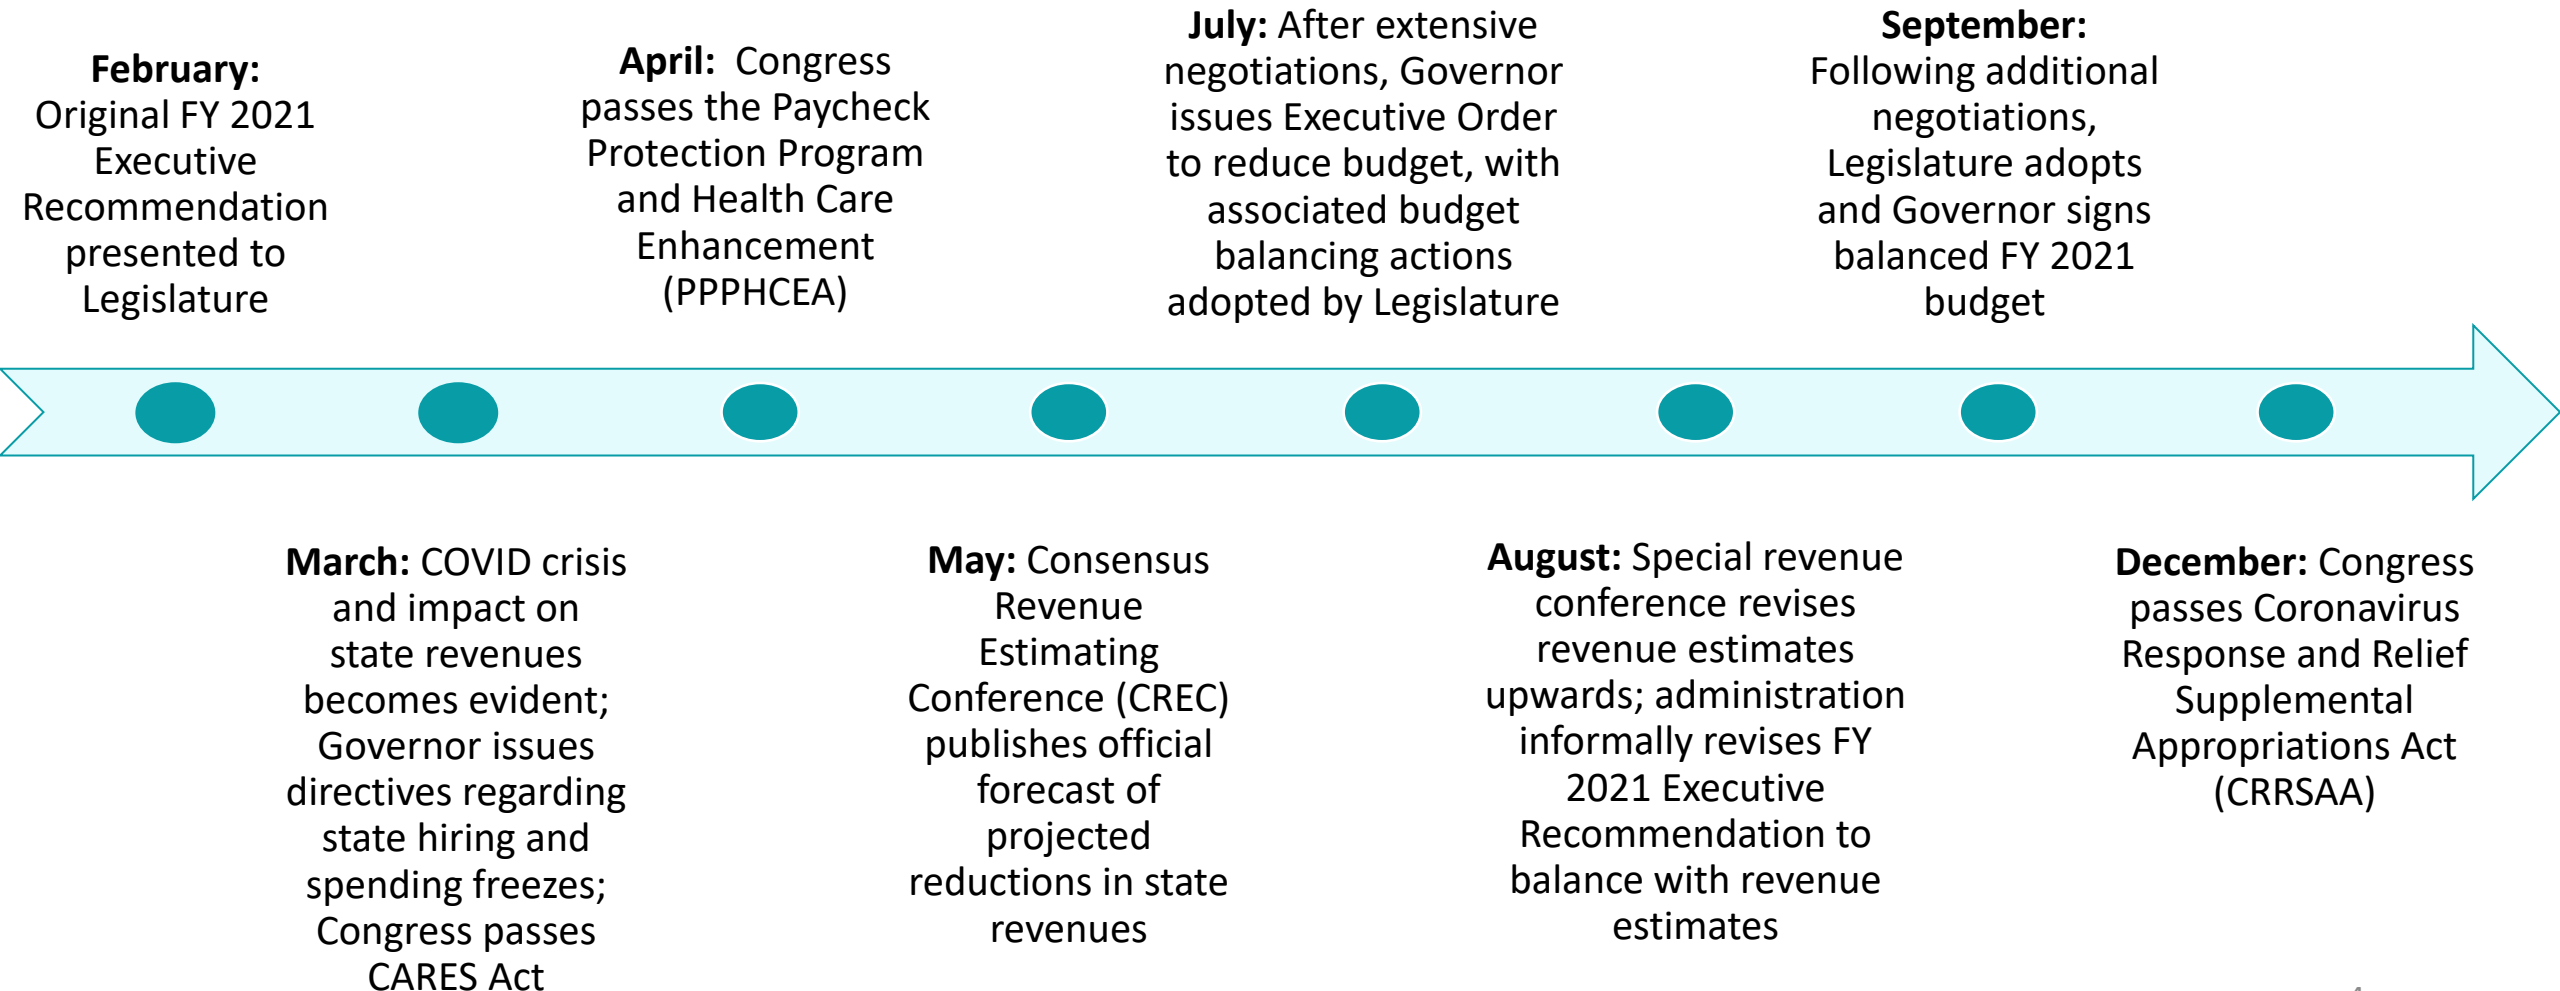 February:
Original FY 2021
Executive
Recommendation
presented to
Legislature
March: COVID crisis
and impact on
state revenues
becomes evident;
Governor issues
directives regarding
state hiring and
spending freezes;
Congress passes
CARES Act
April: Congress
passes the Paycheck
Protection Program
and Health Care
Enhancement
(PPPHCEA)
May: Consensus
Revenue
Estimating
Conference (CREC)
publishes official
forecast of
projected
reductions in state
revenues
July: After extensive
negotiations, Governor
issues Executive Order
to reduce budget, with
associated budget
balancing actions
adopted by Legislature
August: Special revenue
conference revises
revenue estimates
upwards; administration
informally revises FY
2021 Executive
Recommendation to
balance with revenue
estimates
September:
Following additional
negotiations,
Legislature adopts
and Governor signs
balanced FY 2021
budget
December: Congress
passes Coronavirus
Response and Relief
Supplemental
Appropriations Act
(CRRSAA)